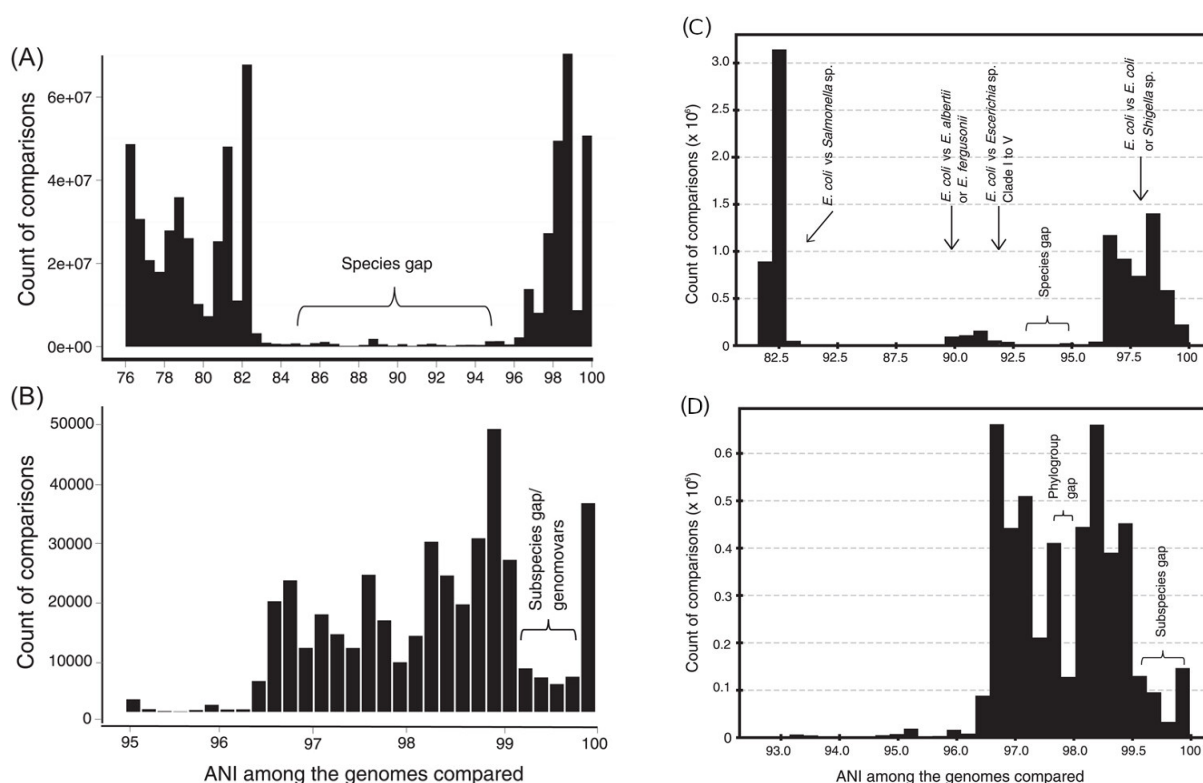 (A)
Count of comparisons
6e+07
4e+07
2e+07
0e+00
Species gap
76 78 80 82 84 86 88 90 92 94 96 98 100
(B)
Count of comparisons
50000
40000
30000
20000
10000
0
Subspecies gap/
genomovars
95 96 97 98 99 100
ANI among the genomes compared
(C)
Count of comparisons (x 10⁶)
3.0
2.5
2.0
1.5
1.0
0.5
0
E. coli vs Salmonella sp.
E. coli vs E. albertii
or E. fergusonii
E. coli vs Escerichia sp.
Clade I to V
Species gap
E. coli vs E. coli
or Shigella sp.
82.5 92.5 87.5 90.0 92.5 95.0 97.5 100
(D)
Count of comparisons (x 10⁶)
0.6
0.5
0.4
0.3
0.2
0.1
0
Phylogroup
gap
Subspecies gap
93.0 94.0 95.0 96.0 97.0 98.0 99.5 100
ANI among the genomes compared